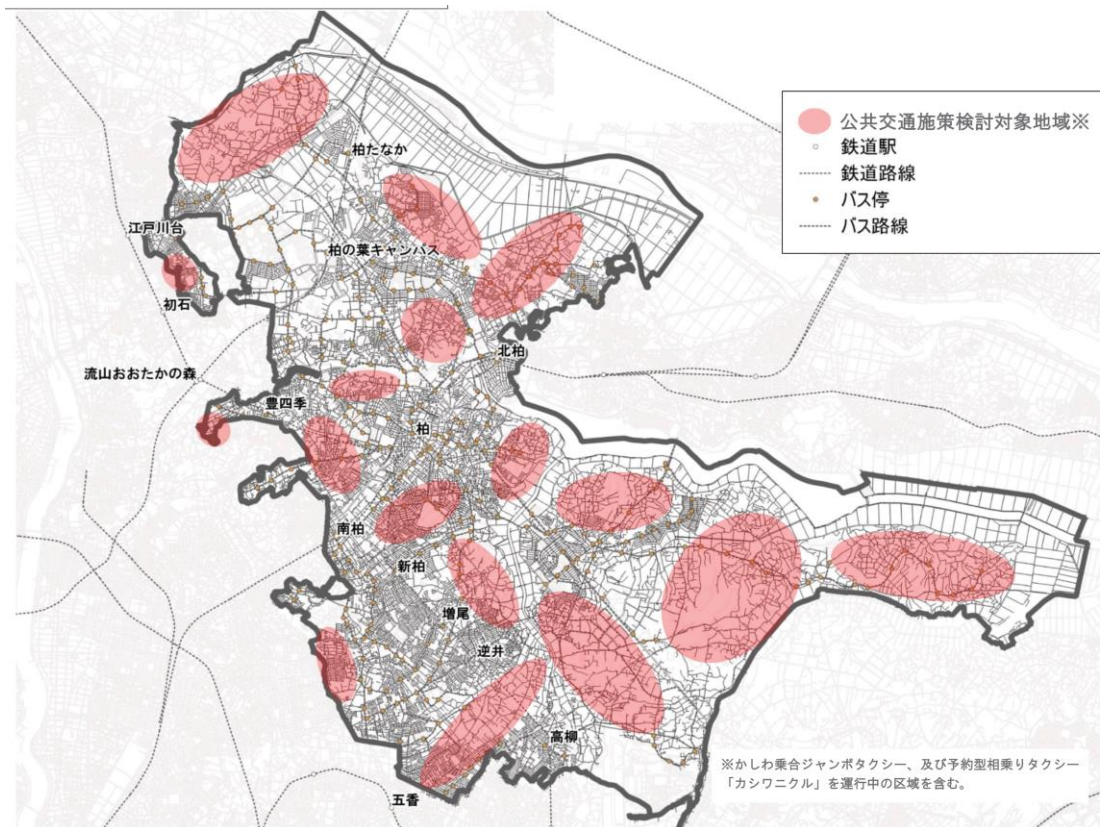 公共交通施策検討対象地域※
鉄道駅
鉄道路線
バス停
バス路線
柏たなか
江戸川台
柏の葉キャンパス
初石
北柏
流山おおたかの森
豊四季
柏
南柏
新柏
増尾
逆井
高柳
五香
※かしわ乗合ジャンボタクシー、及び予約型相乗りタクシー
「カシワニクル」を運行中の区域を含む。